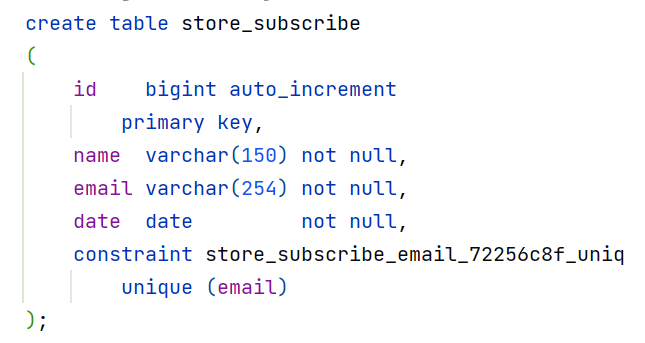 create table store_subscribe
(
    id    bigint auto_increment
        primary key,
    name  varchar(150) not null,
    email varchar(254) not null,
    date  date         not null,
    constraint store_subscribe_email_72256c8f_uniq
        unique (email)
);